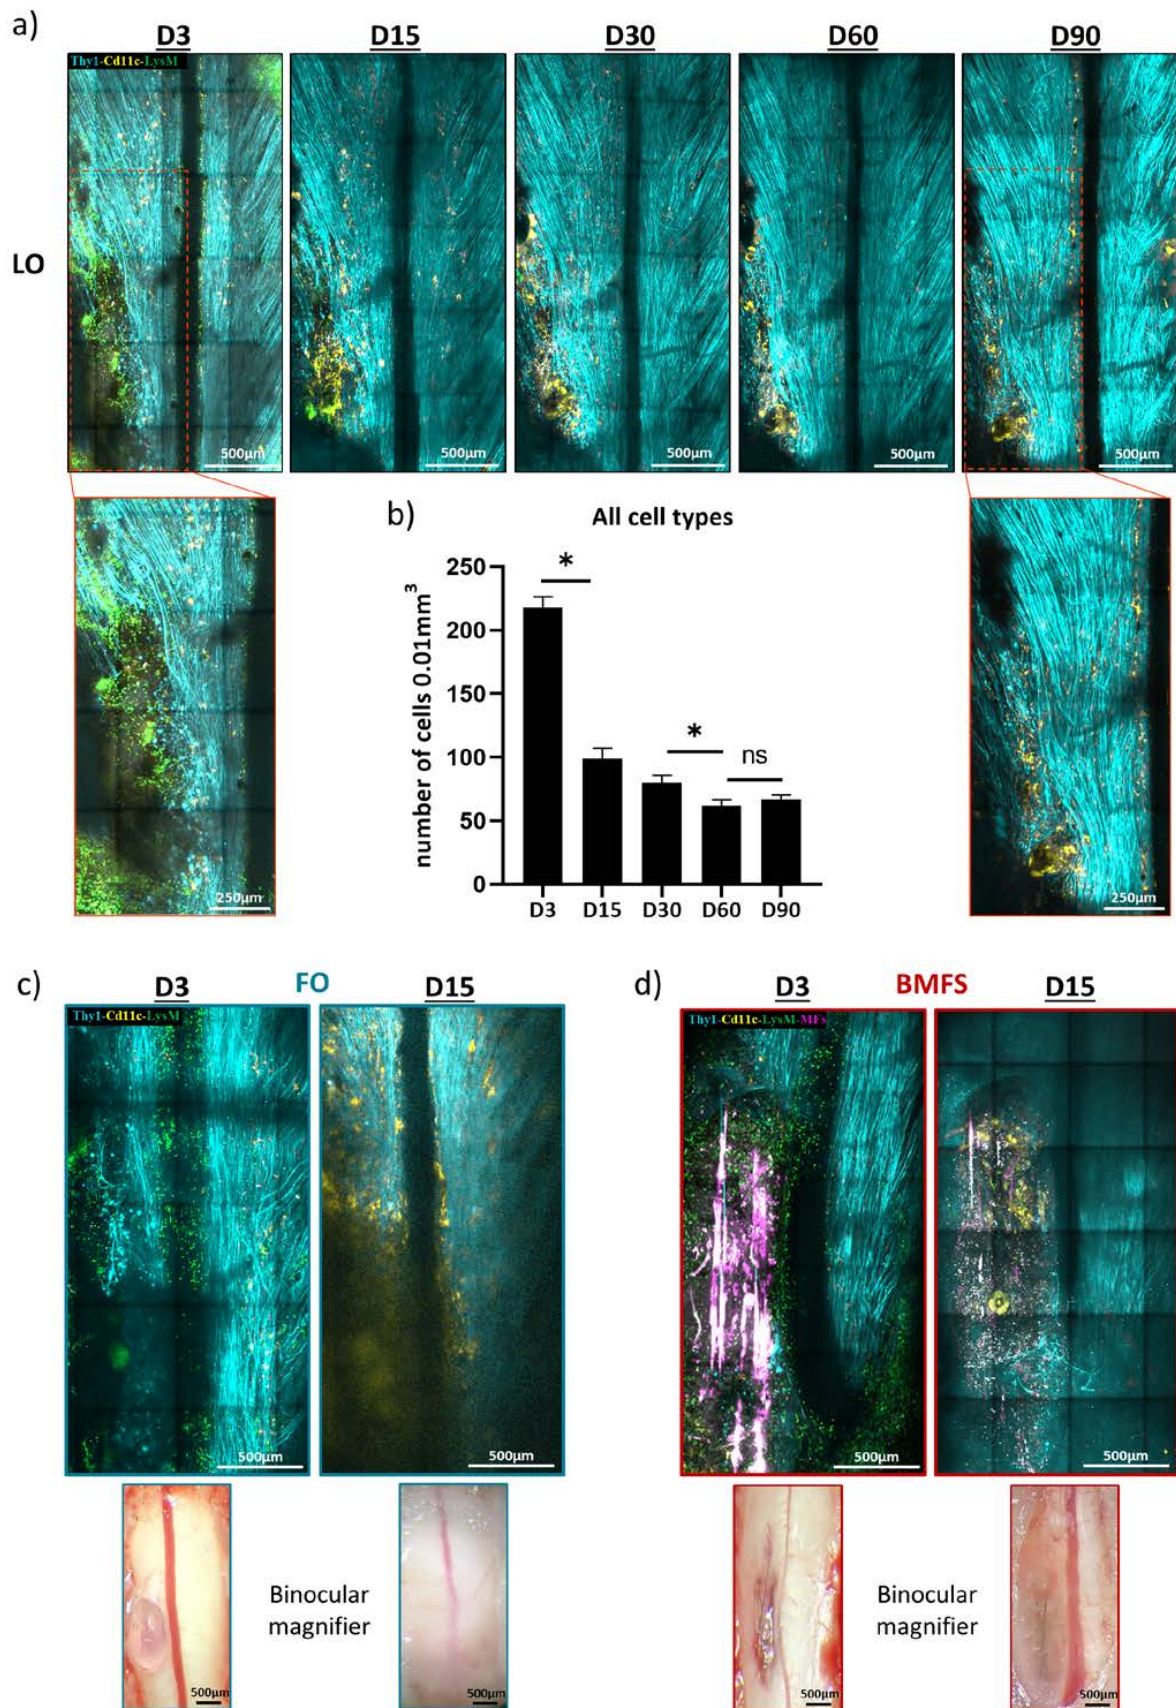 a)
D3 D15 D30 D60 D90
Thy1-Cd11c-LysM
LO
500µm 500µm 500µm 500µm 500µm
b)
All cell types
number of cells 0.01mm³
250
200
150
100
50
0
* * ns
D3 D15 D30 D60 D90
250µm 250µm
c) D3 FO D15
Thy1-Cd11c-LysM
500µm 500µm
Binocular
magnifier
500µm 500µm
d) D3 BMFS D15
Thy1-Cd11c-LysM-MFs
500µm 500µm
Binocular
magnifier
500µm 500µm